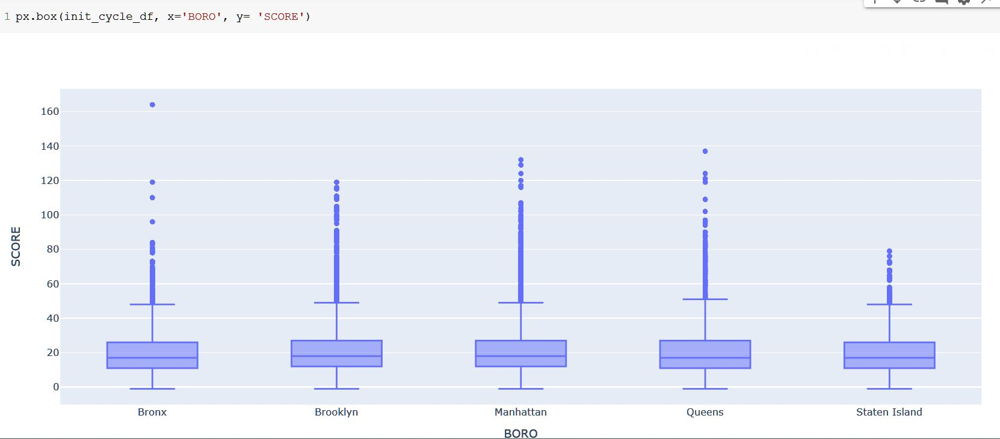 1 px.box(init_cycle_df, x='BORO', y= 'SCORE')
160
140
120
100
80
60
40
20
0
SCORE
Bronx Brooklyn Manhattan Queens Staten Island
BORO